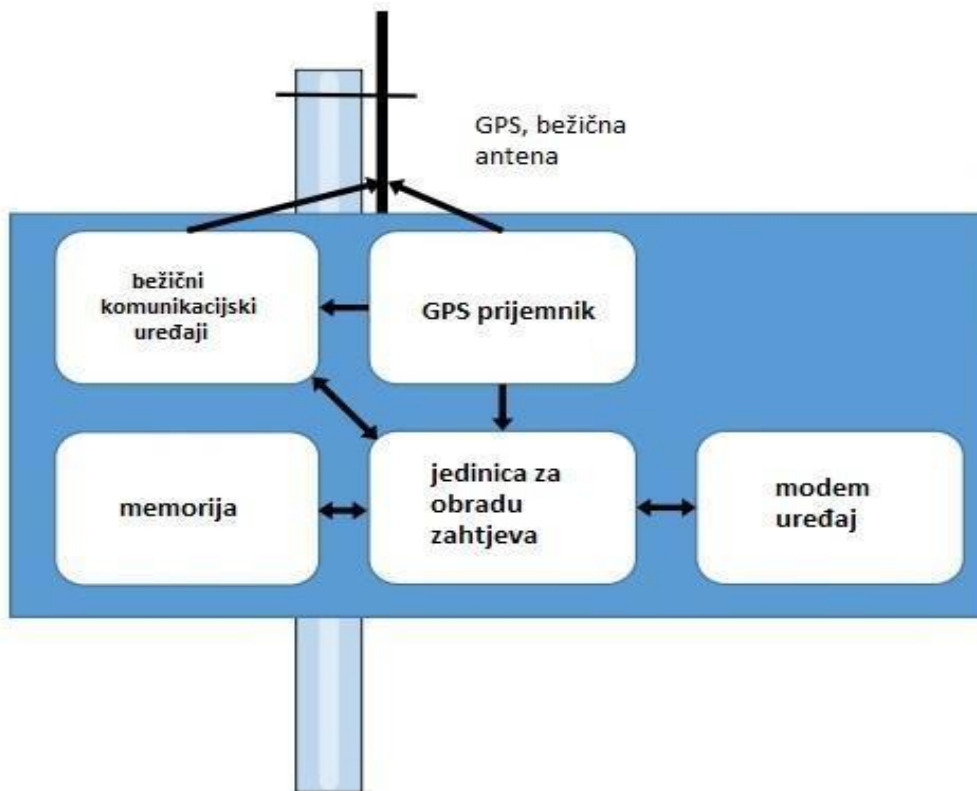 GPS, bežična
antena
bežični
komunikacijski
uređaji
GPS prijemnik
memorija
jedinica za
obradu
zahtjeva
modem
uređaj